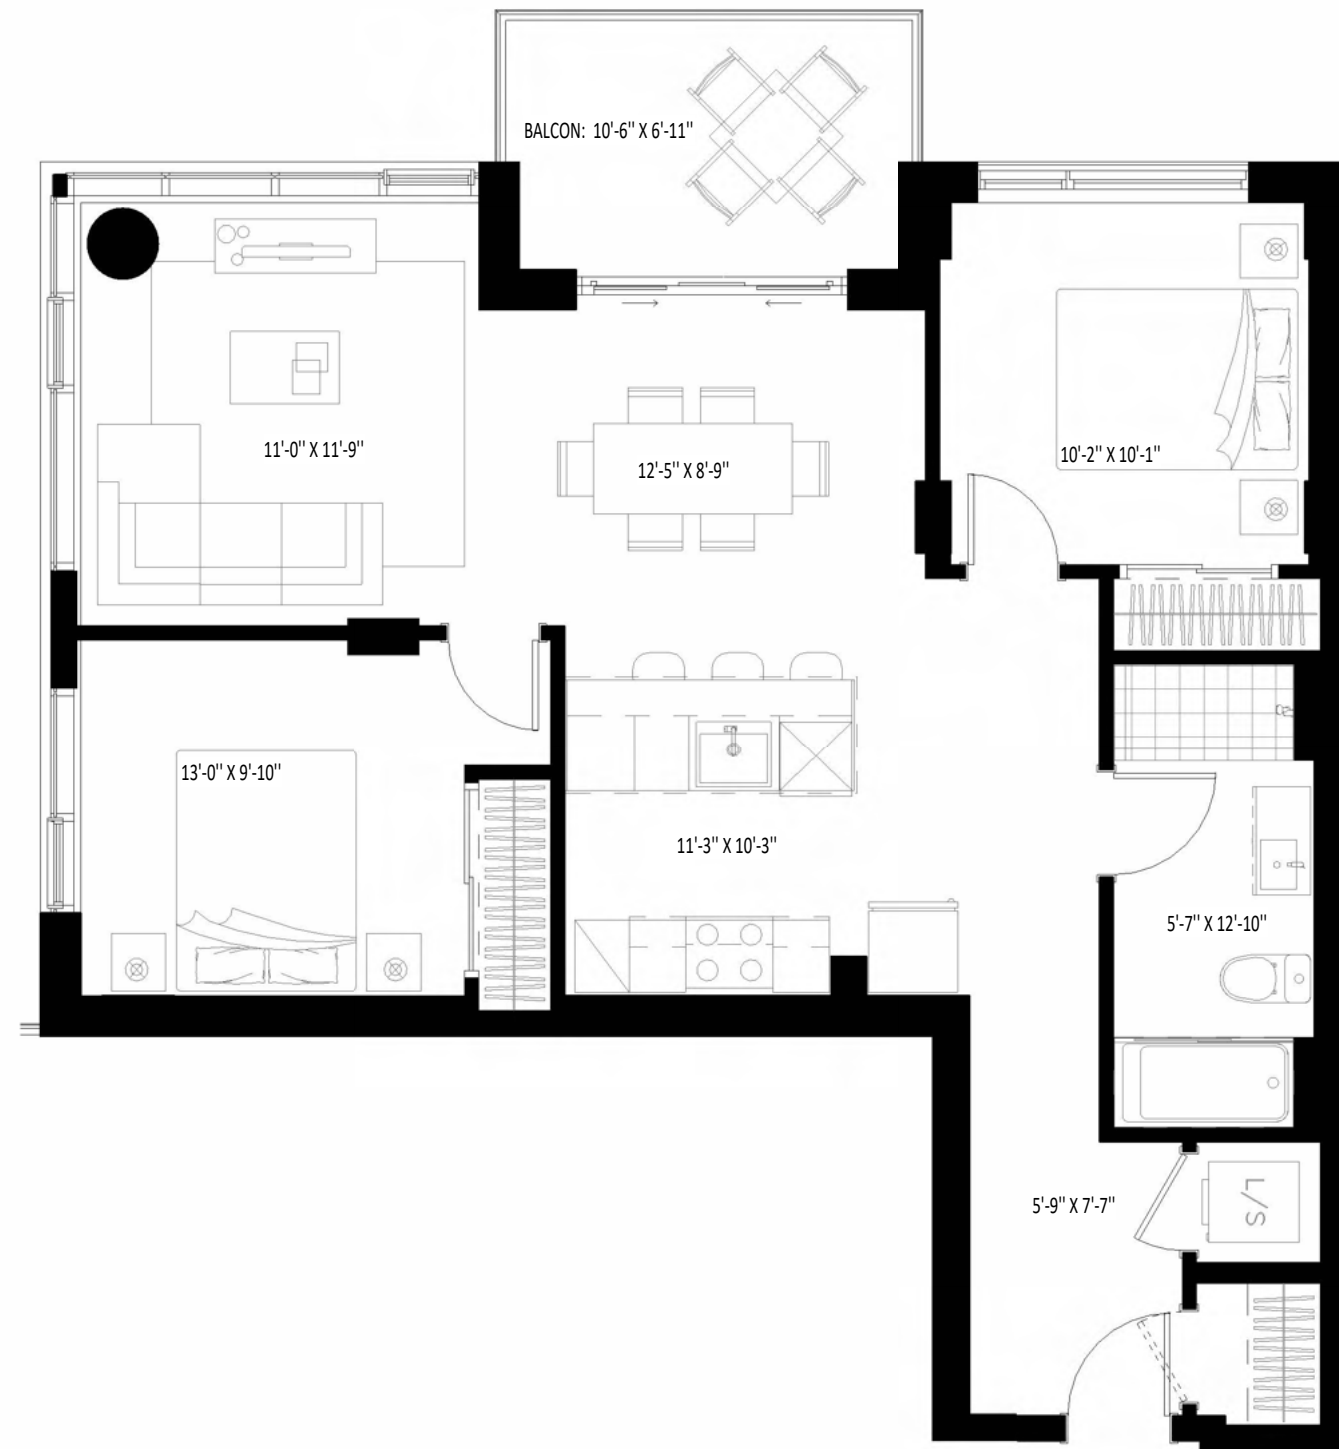 BALCON: 10'-6" X 6'-11"
11'-0" X 11'-9"
12'-5" X 8'-9"
10'-2" X 10'-1"
13'-0" X 9'-10"
11'-3" X 10'-3"
5'-7" X 12'-10"
5'-9" X 7'-7"
L/S